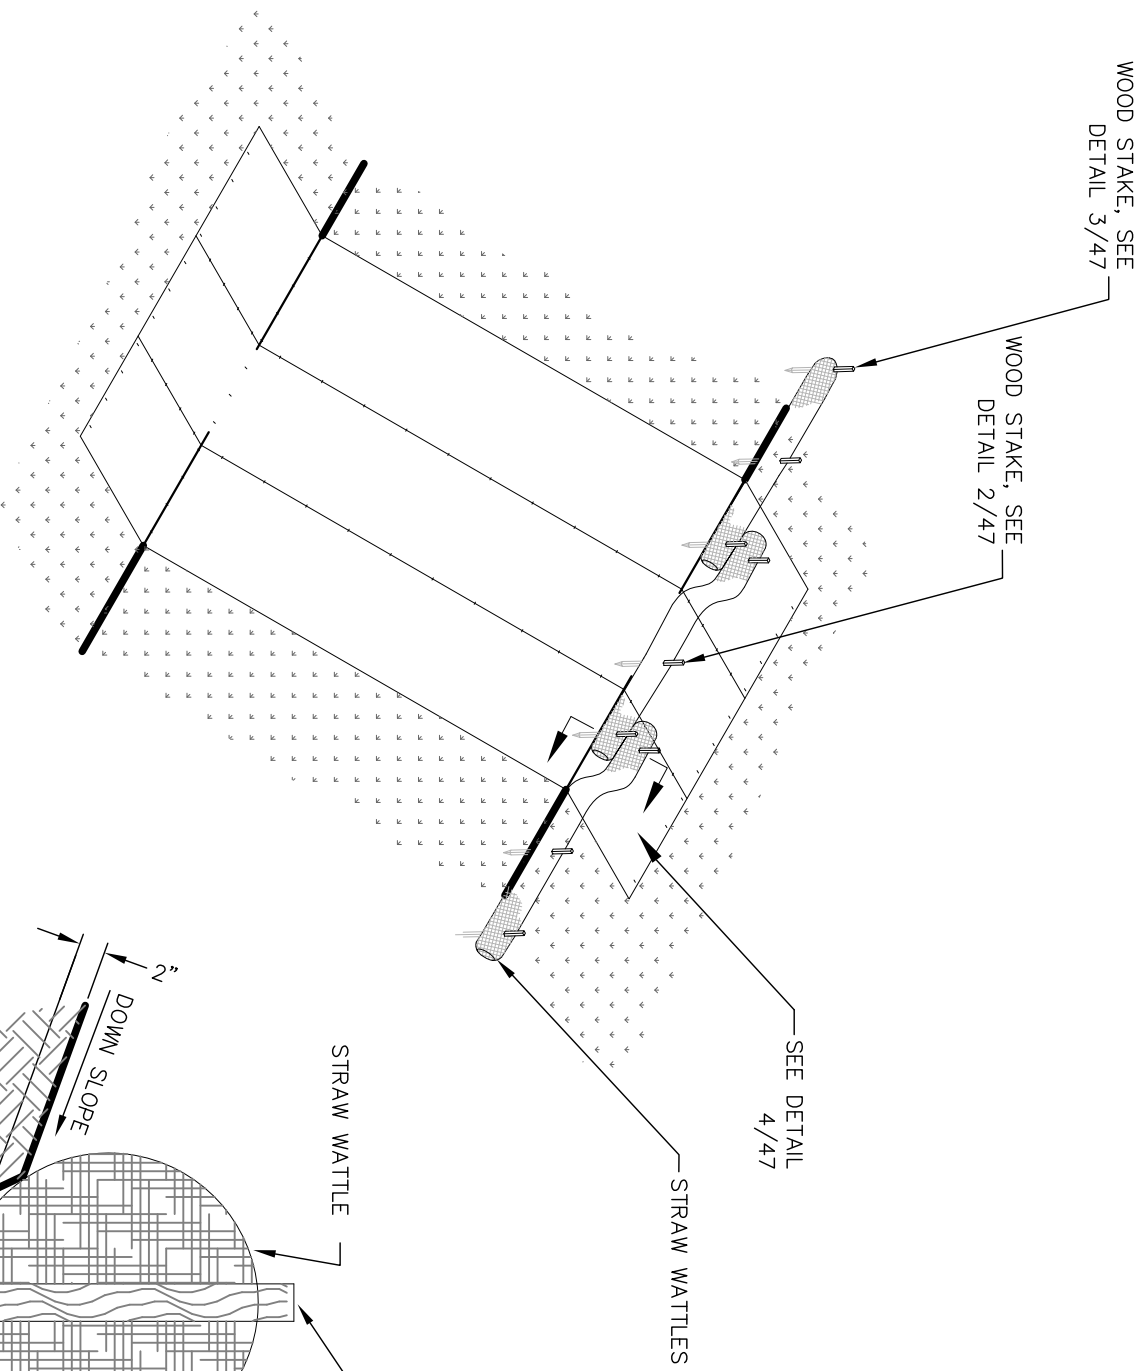 WOOD STAKE, SEE
DETAIL 3/47
WOOD STAKE, SEE
DETAIL 2/47
SEE DETAIL
4/47
STRAW WATTLES
STRAW WATTLE
2"
DOWN SLOPE